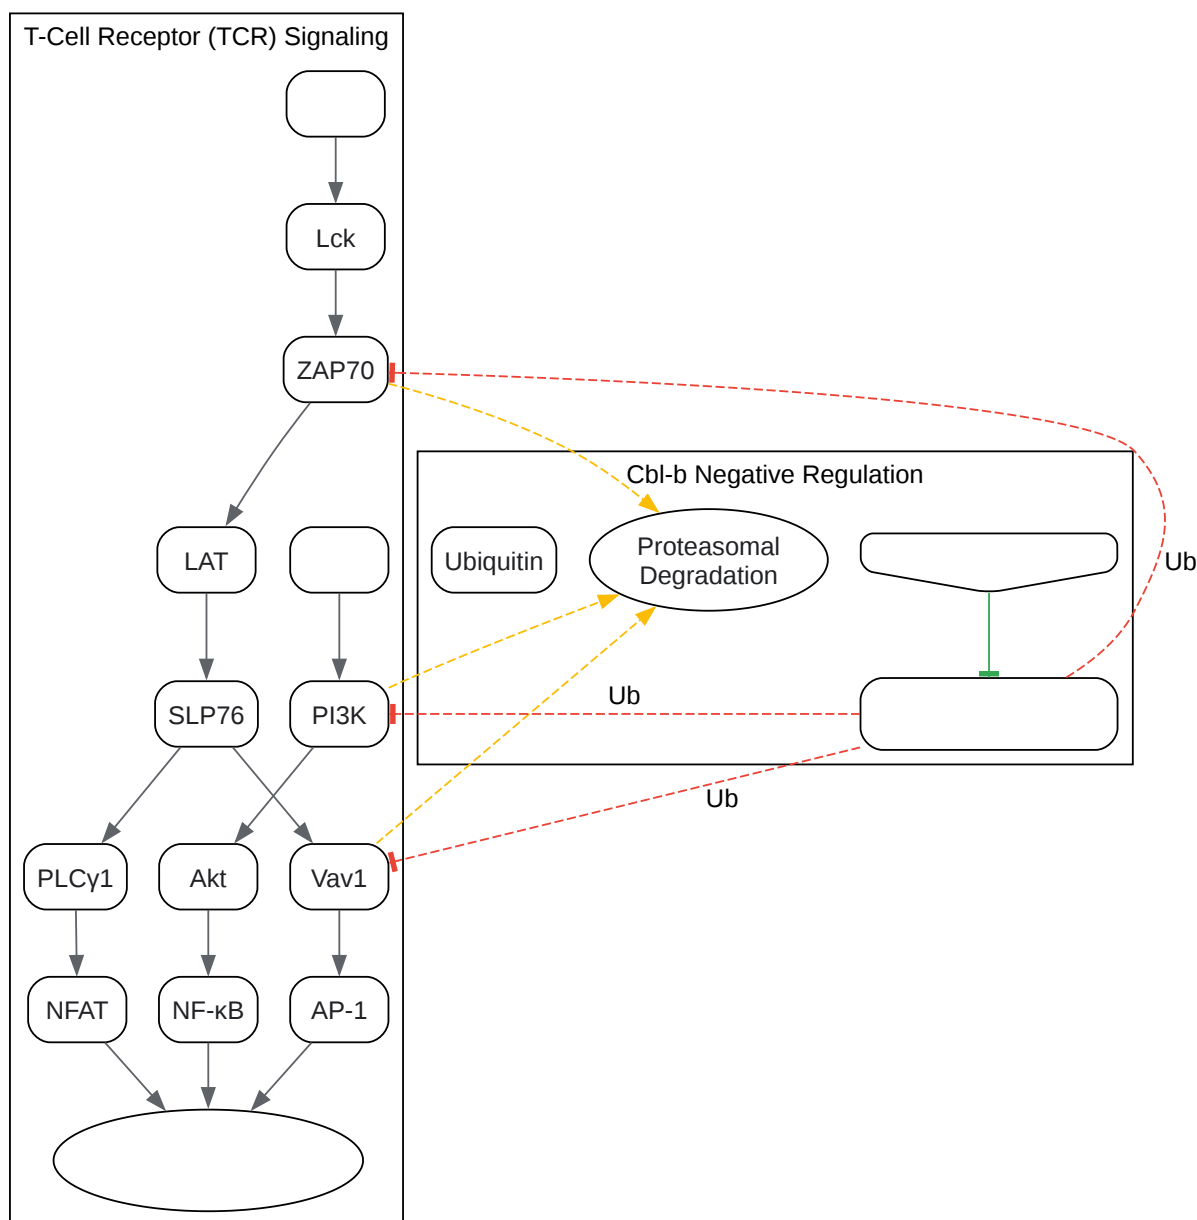 T-Cell Receptor (TCR) Signaling
Lck
ZAP70
Cbl-b Negative Regulation
LAT
Ubiquitin
Proteasomal
Degradation
Ub
SLP76
PI3K
Ub
Ub
PLCγ1
Akt
Vav1
NFAT
NF-κB
AP-1